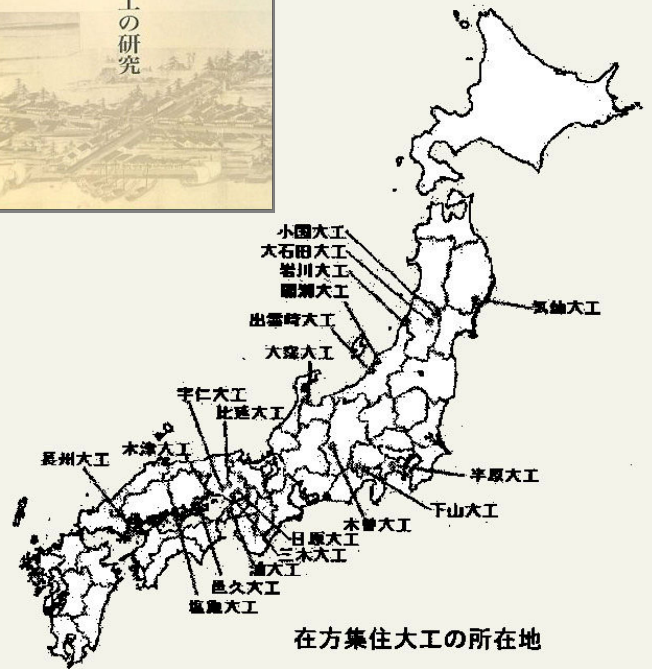 工の研究
小国大工
大石田大工
岩川大工
間瀬大工
出雲崎大工
大窪大工
気仙大工
宇仁大工
比延大工
木津大工
長州大工
半原大工
下山大工
木曽大工
日原大工
三木大工
浦大工
邑久大工
塩飽大工
在方集住大工の所在地